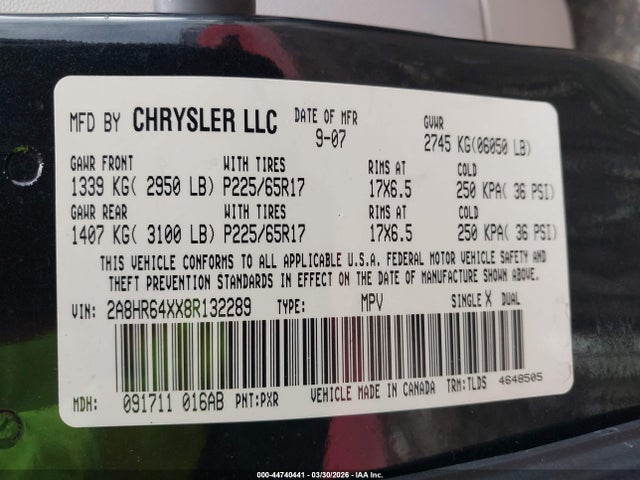 MFD BY CHRYSLER LLC DATE OF MFR 9-07 GVWR 2745 KG(06050 LB)
GAWR FRONT WITH TIRES RIMS AT COLD
1339 KG( 2950 LB) P225/65R17 17X6.5 250 KPA( 36 PSI)
GAWR REAR WITH TIRES RIMS AT COLD
1407 KG( 3100 LB) P225/65R17 17X6.5 250 KPA( 36 PSI)
THIS VEHICLE CONFORMS TO ALL APPLICABLE U.S.A. FEDERAL MOTOR VEHICLE SAFETY AND
THEFT PREVENTION STANDARDS IN EFFECT ON THE DATE OF MANUFACTURE SHOWN ABOVE.
VIN: 2A8HR64XX8R132289 TYPE: MPV SINGLE X DUAL
MDH: 091711 016AB PNT:PXR VEHICLE MADE IN CANADA TRM:TLDS 4648505
000-44740441 | 03/30/2026 | IAA Inc.